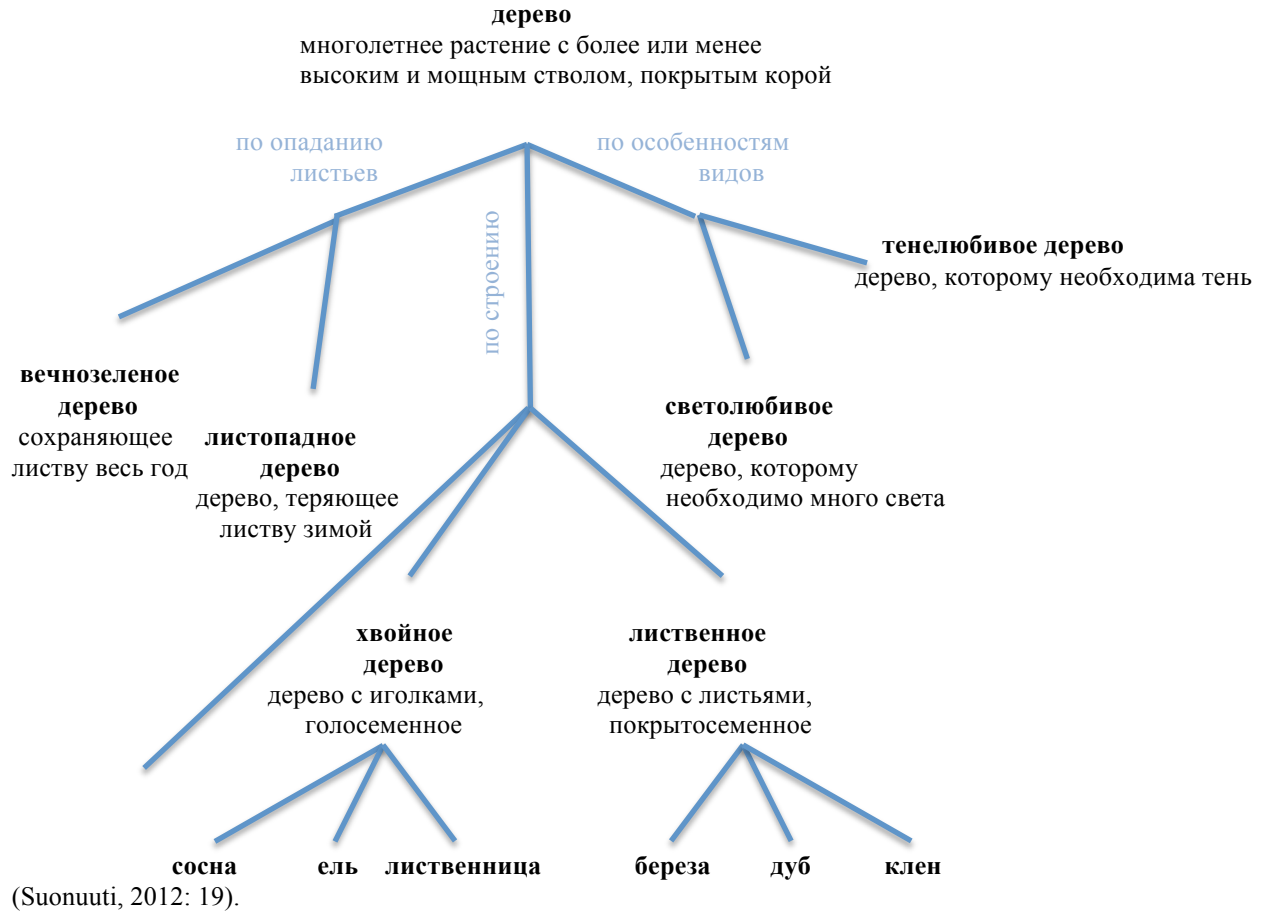 дерево
многолетнее растение с более или менее
высоким и мощным стволом, покрытым корой
по опаданию
листьев
по особенностям
видов
по строению
тенелюбивое дерево
дерево, которому необходима тень
вечнозеленое
дерево
сохраняющее
листву весь год
листопадное
дерево
дерево, теряющее
листву зимой
светолюбивое
дерево
дерево, которому
необходимо много света
хвойное
дерево
дерево с иголками,
голосеменное
лиственное
дерево
дерево с листьями,
покрытосеменное
сосна ель лиственница береза дуб клен
(Suonuuti, 2012: 19).